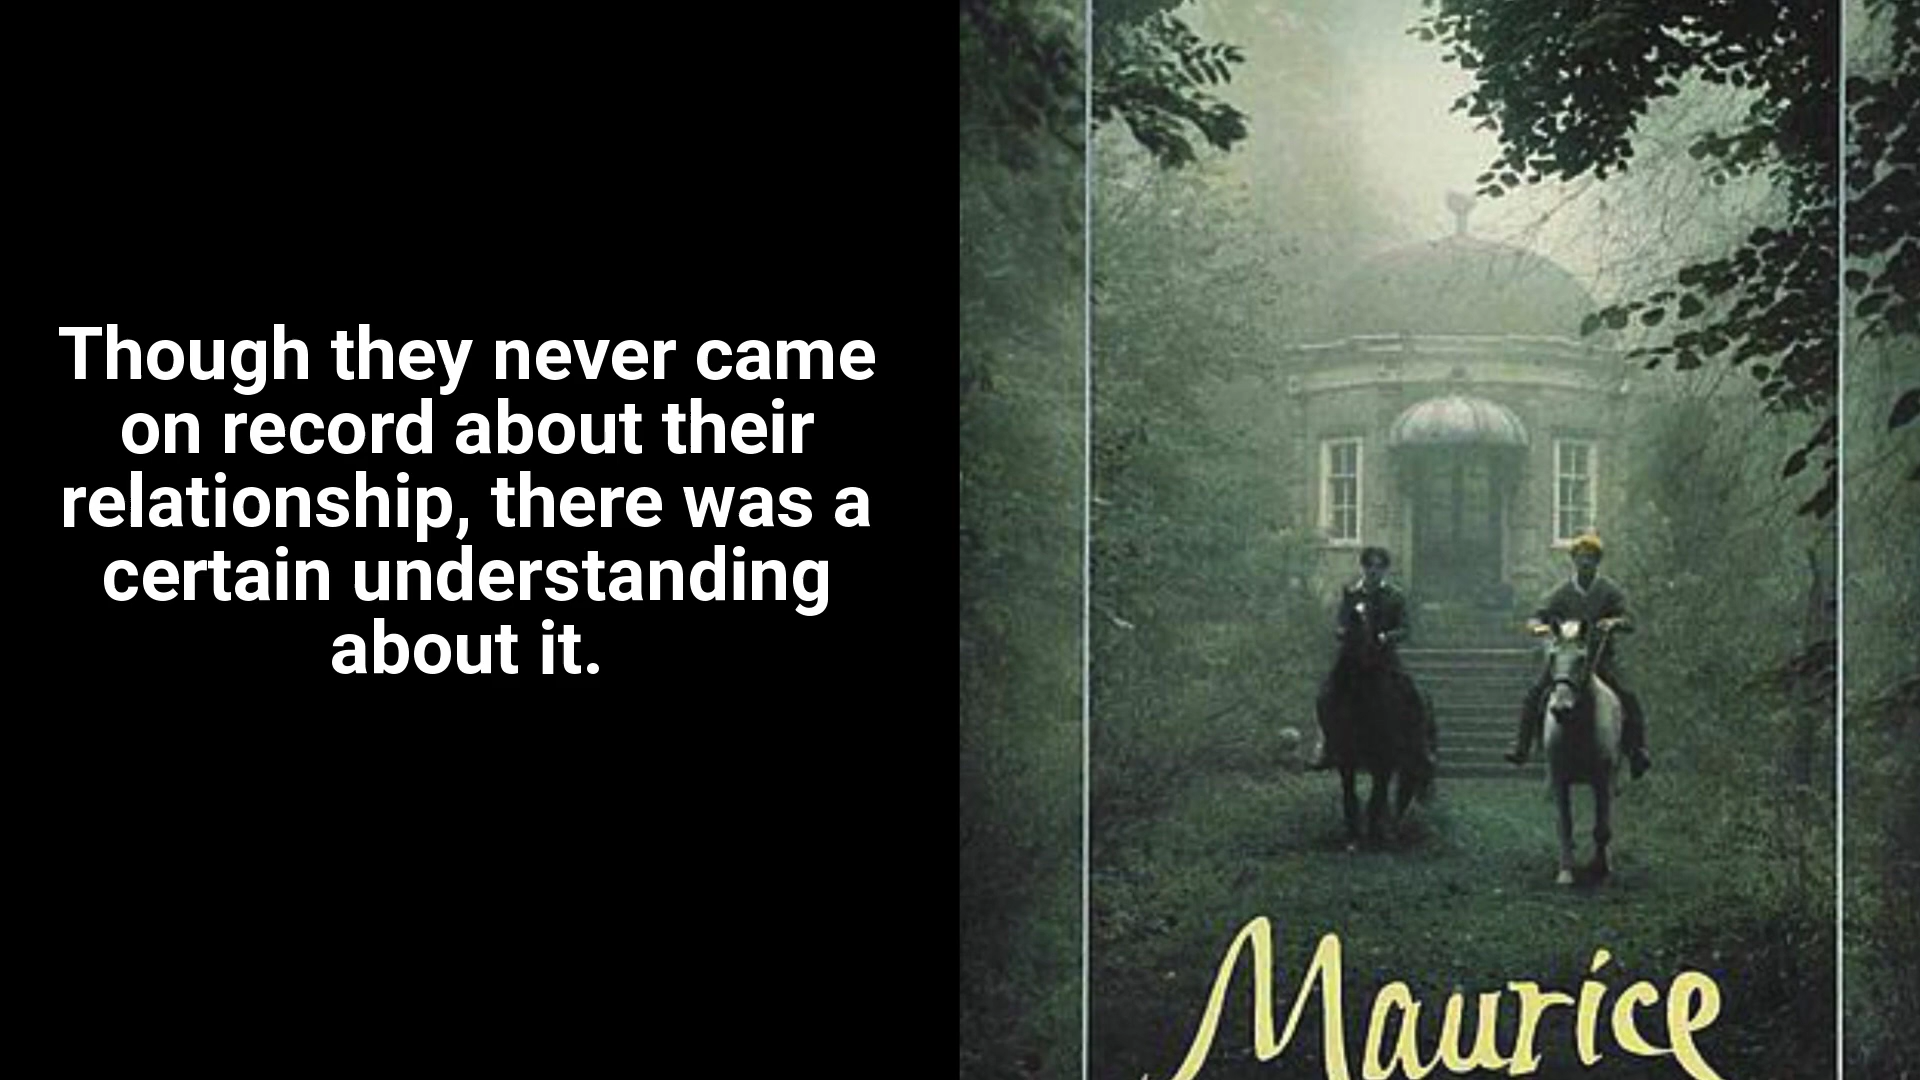 Though they never came
on record about their
relationship, there was a
certain understanding
about it.
Maurice